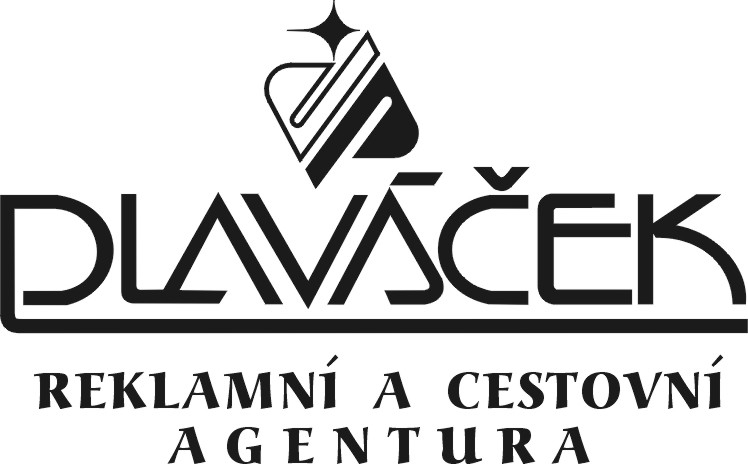 DLAVÁČEK
REKLAMNÍ A CESTOVNÍ
AGENTURA